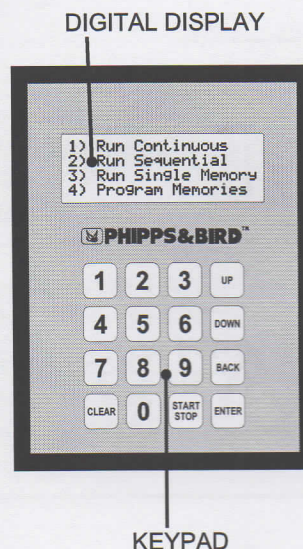 DIGITAL DISPLAY
1) Run Continuous
2) Run Sequential
3) Run Single Memory
4) Program Memories
PHIPPS&BIRD™
1 2 3 UP
4 5 6 DOWN
7 8 9 BACK
CLEAR 0 START STOP ENTER
KEYPAD